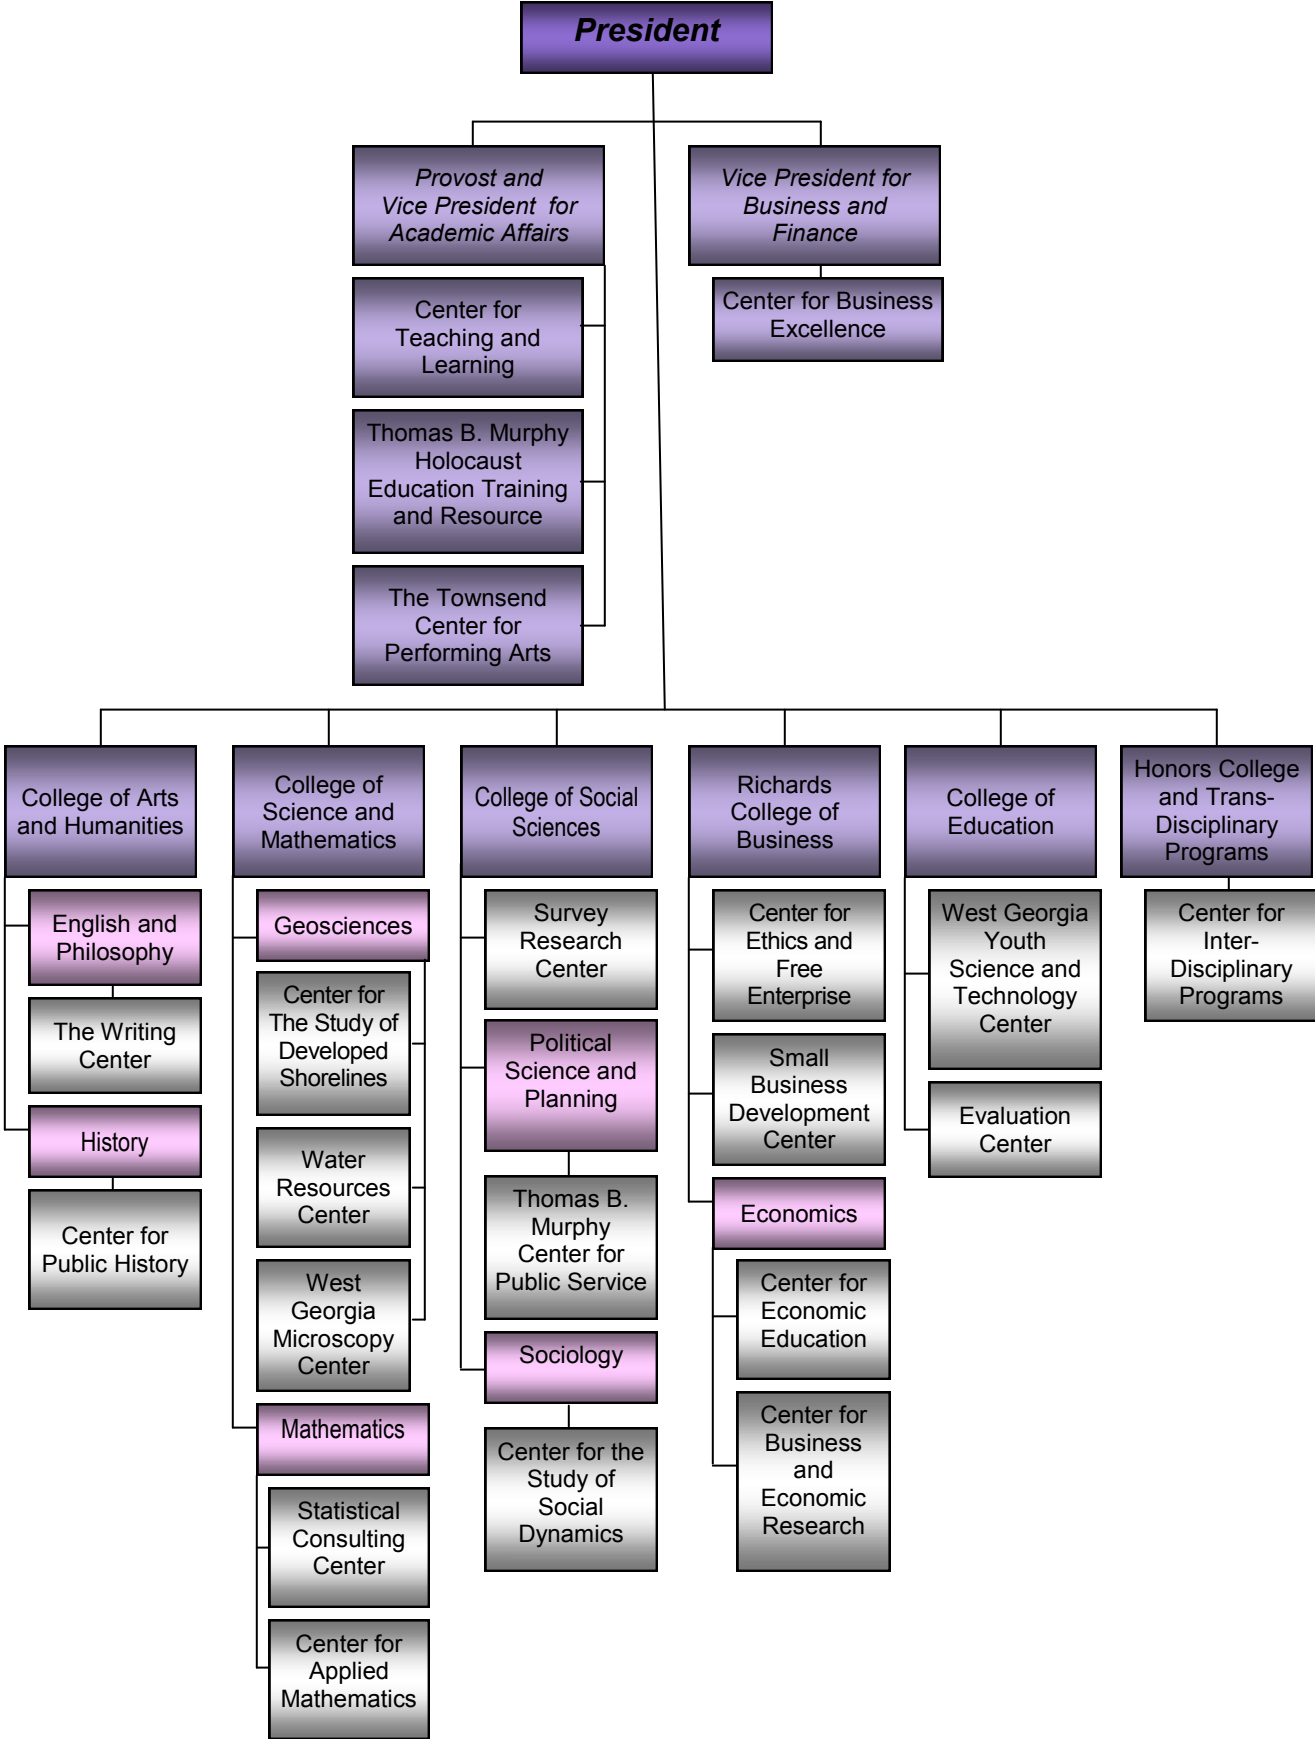 President
Provost and
Vice President for
Academic Affairs
Vice President for
Business and
Finance
Center for
Teaching and
Learning
Center for Business
Excellence
Thomas B. Murphy
Holocaust
Education Training
and Resource
The Townsend
Center for
Performing Arts
College of Arts
and Humanities
English and
Philosophy
The Writing
Center
History
Center for
Public History
College of
Science and
Mathematics
Geosciences
Center for
The Study of
Developed
Shorelines
Water
Resources
Center
West
Georgia
Microscopy
Center
Mathematics
Statistical
Consulting
Center
Center for
Applied
Mathematics
College of Social
Sciences
Survey
Research
Center
Political
Science and
Planning
Thomas B.
Murphy
Center for
Public Service
Sociology
Center for the
Study of
Social
Dynamics
Richards
College of
Business
Center for
Ethics and
Free
Enterprise
Small
Business
Development
Center
Economics
Center for
Economic
Education
Center for
Business
and
Economic
Research
College of
Education
West Georgia
Youth
Science and
Technology
Center
Evaluation
Center
Honors College
and Trans-
Disciplinary
Programs
Center for
Inter-
Disciplinary
Programs